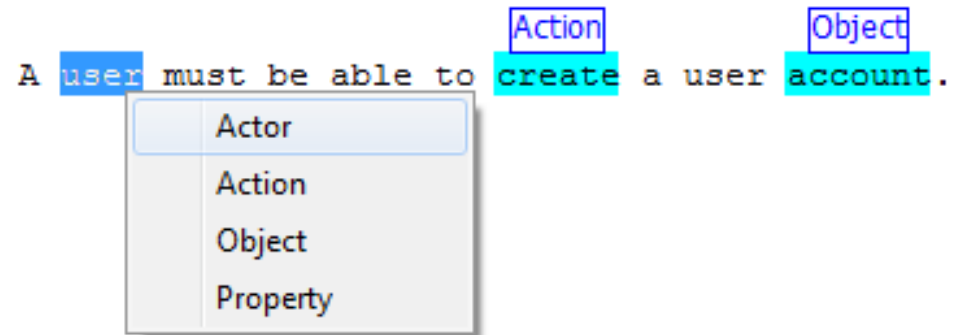 Action Object
A user must be able to create a user account.
Actor
Action
Object
Property